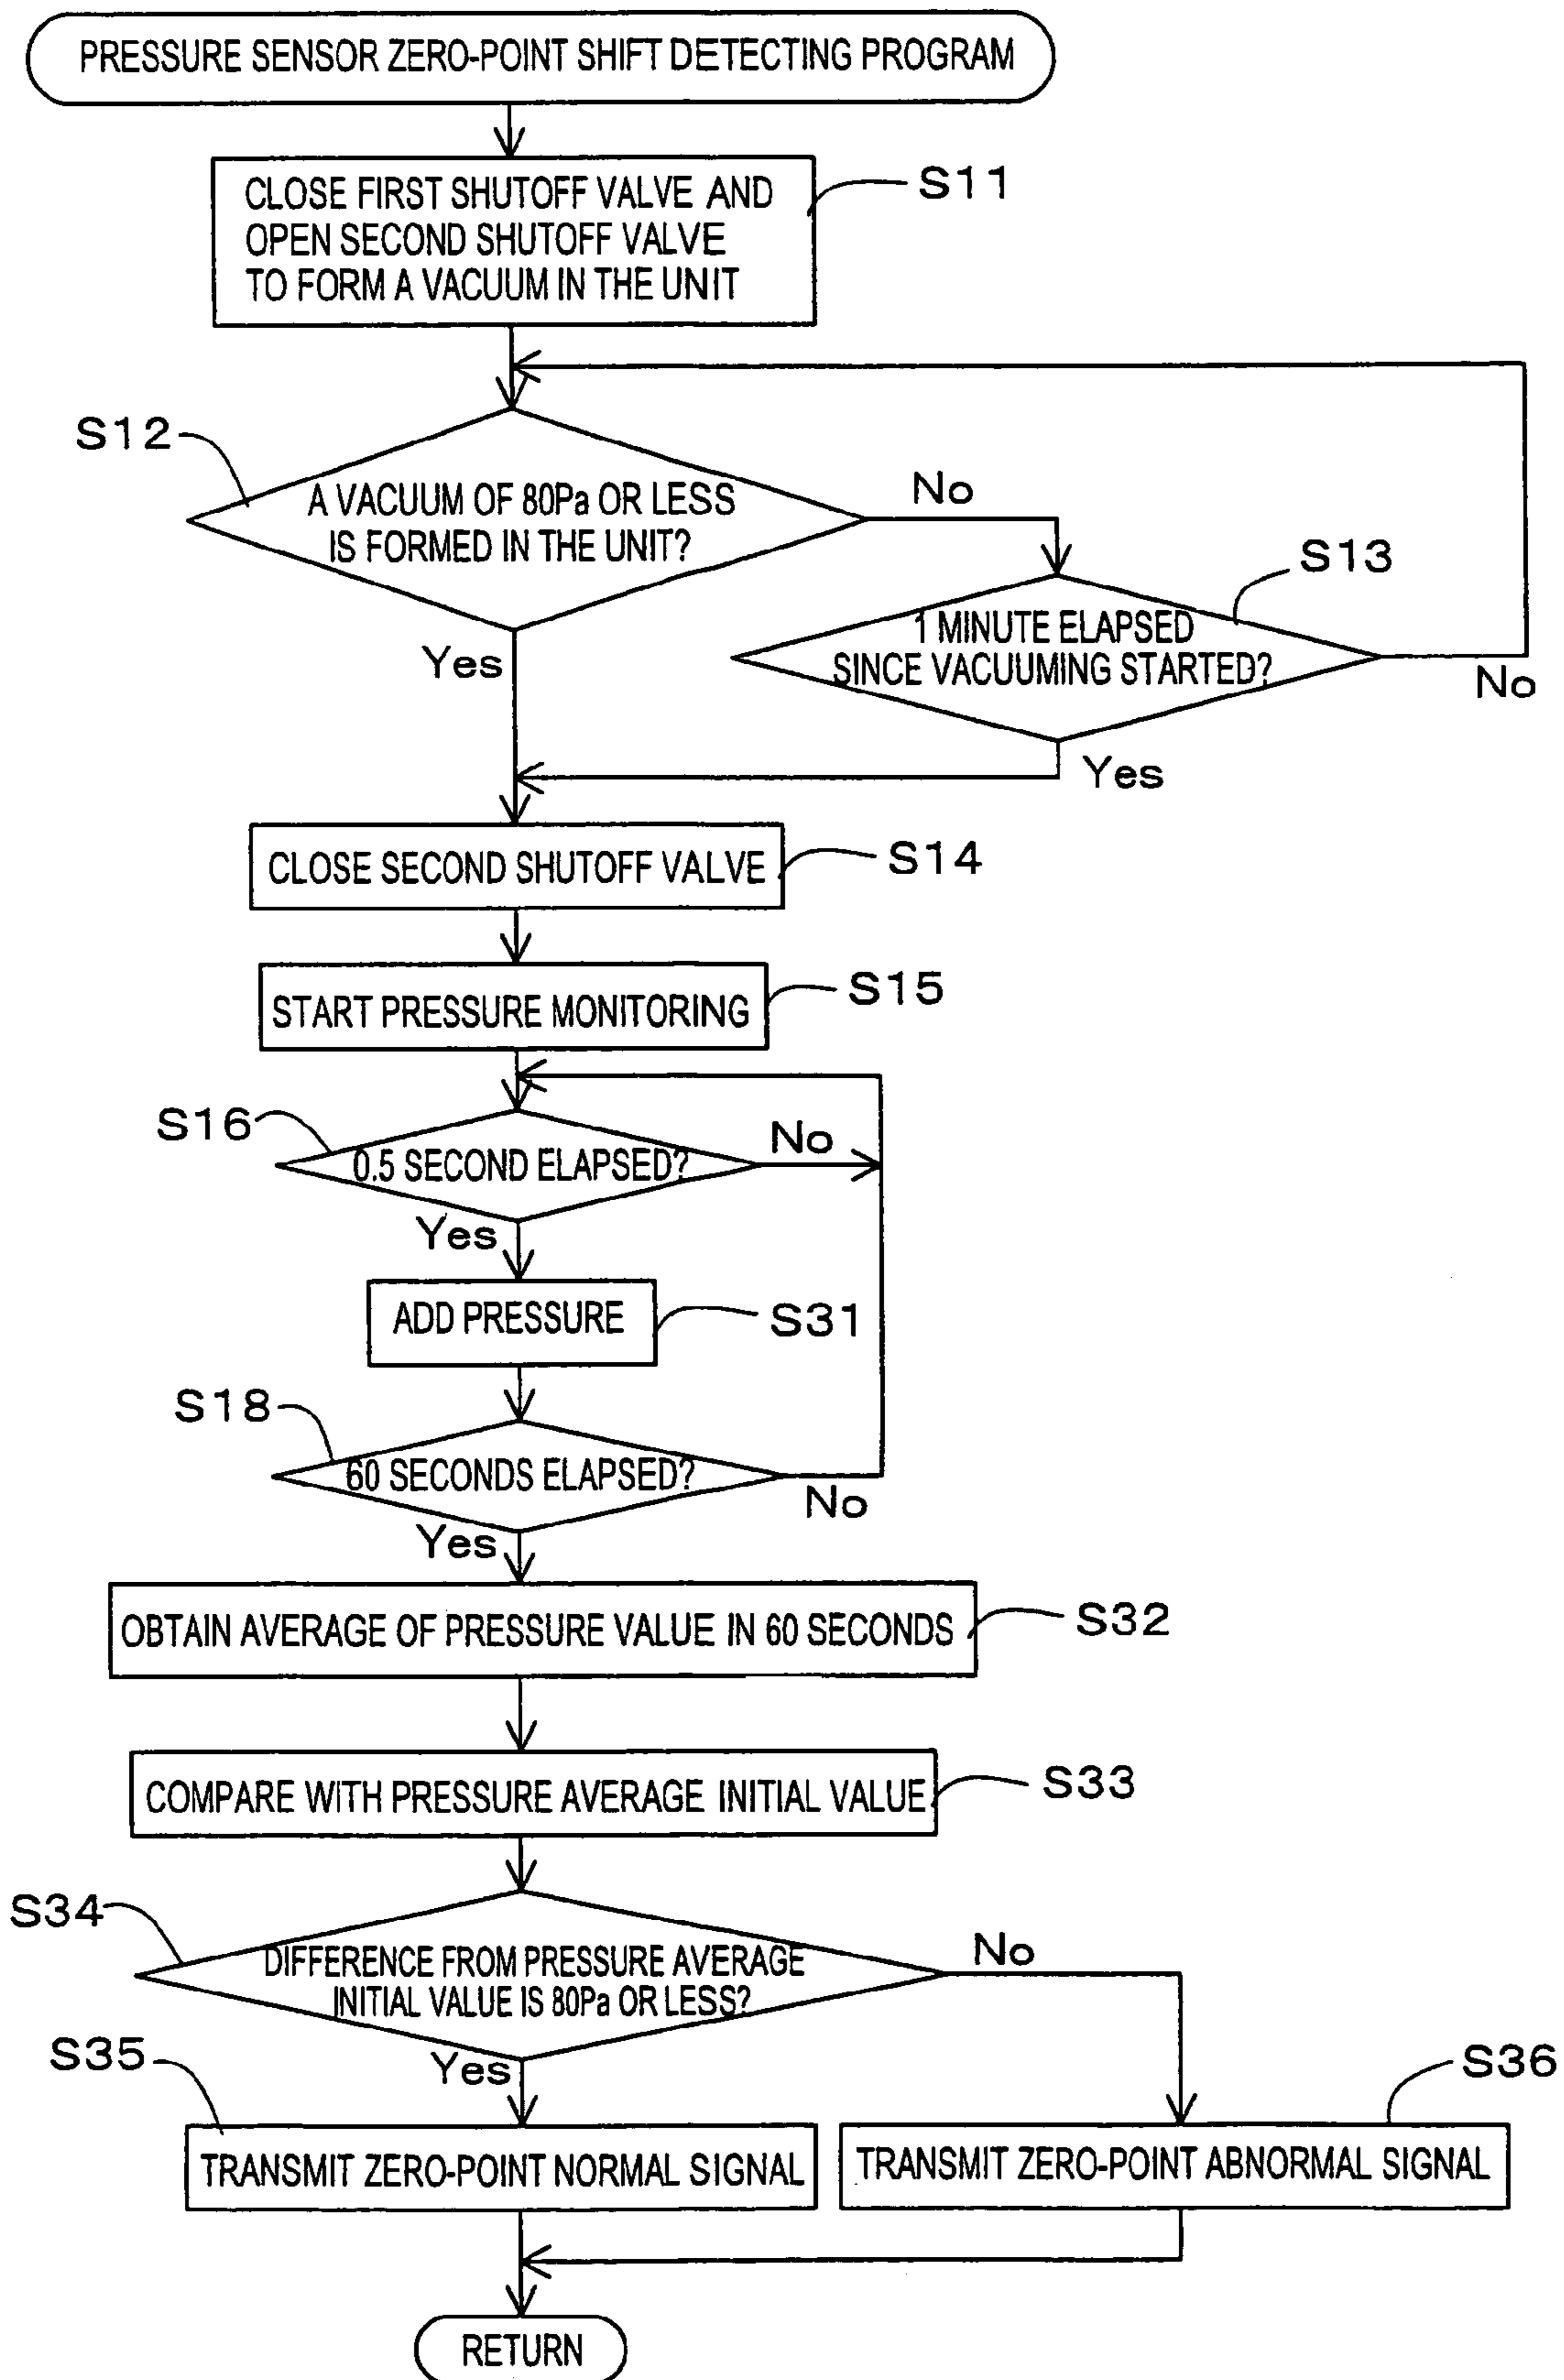 PRESSURE SENSOR ZERO-POINT SHIFT DETECTING PROGRAM
CLOSE FIRST SHUTOFF VALVE AND
OPEN SECOND SHUTOFF VALVE
TO FORM A VACUUM IN THE UNIT
S11
S12
A VACUUM OF 80Pa OR LESS
IS FORMED IN THE UNIT?
No
Yes
S13
1 MINUTE ELAPSED
SINCE VACUUMING STARTED?
No
Yes
CLOSE SECOND SHUTOFF VALVE
S14
START PRESSURE MONITORING
S15
S16
0.5 SECOND ELAPSED?
No
Yes
ADD PRESSURE
S31
S18
60 SECONDS ELAPSED?
No
Yes
OBTAIN AVERAGE OF PRESSURE VALUE IN 60 SECONDS
S32
COMPARE WITH PRESSURE AVERAGE INITIAL VALUE
S33
S34
DIFFERENCE FROM PRESSURE AVERAGE
INITIAL VALUE IS 80Pa OR LESS?
No
Yes
S35
TRANSMIT ZERO-POINT NORMAL SIGNAL
S36
TRANSMIT ZERO-POINT ABNORMAL SIGNAL
RETURN